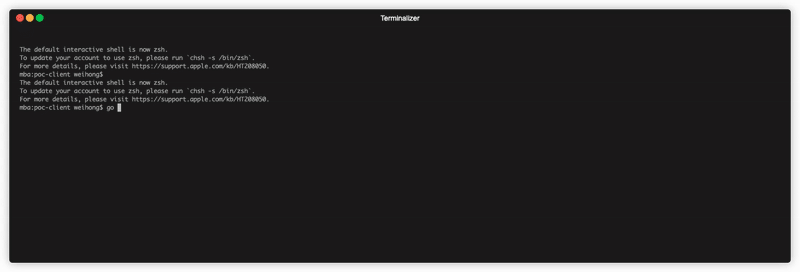 Terminalizer
The default interactive shell is now zsh.
To update your account to use zsh, please run `chsh -s /bin/zsh`.
For more details, please visit https://support.apple.com/kb/HT208050.
mba:poc-client weihong$
The default interactive shell is now zsh.
To update your account to use zsh, please run `chsh -s /bin/zsh`.
For more details, please visit https://support.apple.com/kb/HT208050.
mba:poc-client weihong$ go